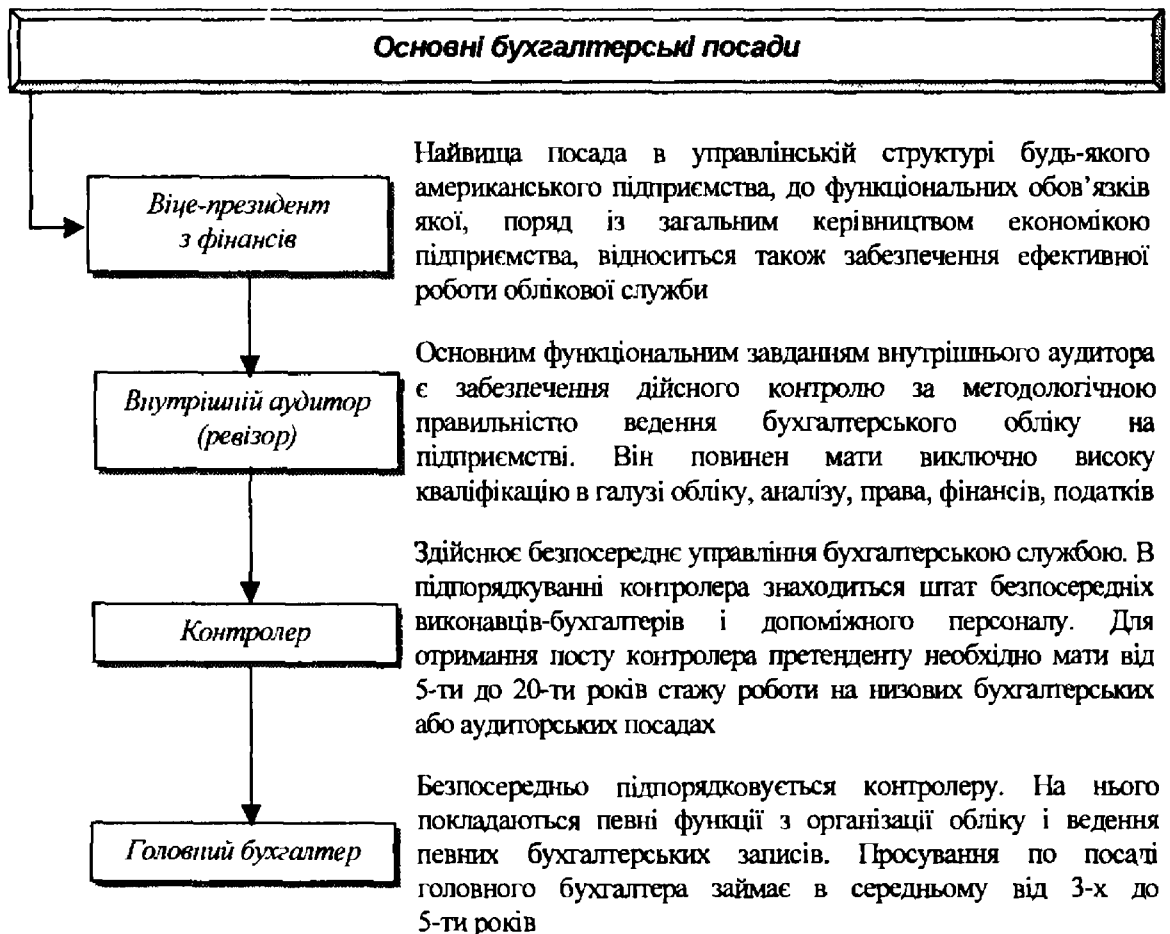 Основні бухгалтерські посади
Віце-президент
з фінансів
Найвища посада в управлінській структурі будь-якого
американського підприємства, до функціональних обов’язків
якої, поряд із загальним керівництвом економікою
підприємства, відноситься також забезпечення ефективної
роботи облікової служби
Внутрішній аудитор
(ревізор)
Основним функціональним завданням внутрішнього аудитора
є забезпечення дійсного контролю за методологічною
правильністю ведення бухгалтерського обліку на
підприємстві. Він повинен мати виключно високу
кваліфікацію в галузі обліку, аналізу, права, фінансів, податків
Контролер
Здійснює безпосереднє управління бухгалтерською службою. В
підпорядкуванні контролера знаходиться штат безпосередніх
виконавців-бухгалтерів і допоміжного персоналу. Для
отримання посту контролера претенденту необхідно мати від
5-ти до 20-ти років стажу роботи на низових бухгалтерських
або аудиторських посадах
Головний бухгалтер
Безпосередньо підпорядковується контролеру. На нього
покладаються певні функції з організації обліку і ведення
певних бухгалтерських записів. Просування по посаді
головного бухгалтера займає в середньому від 3-х до
5-ти років